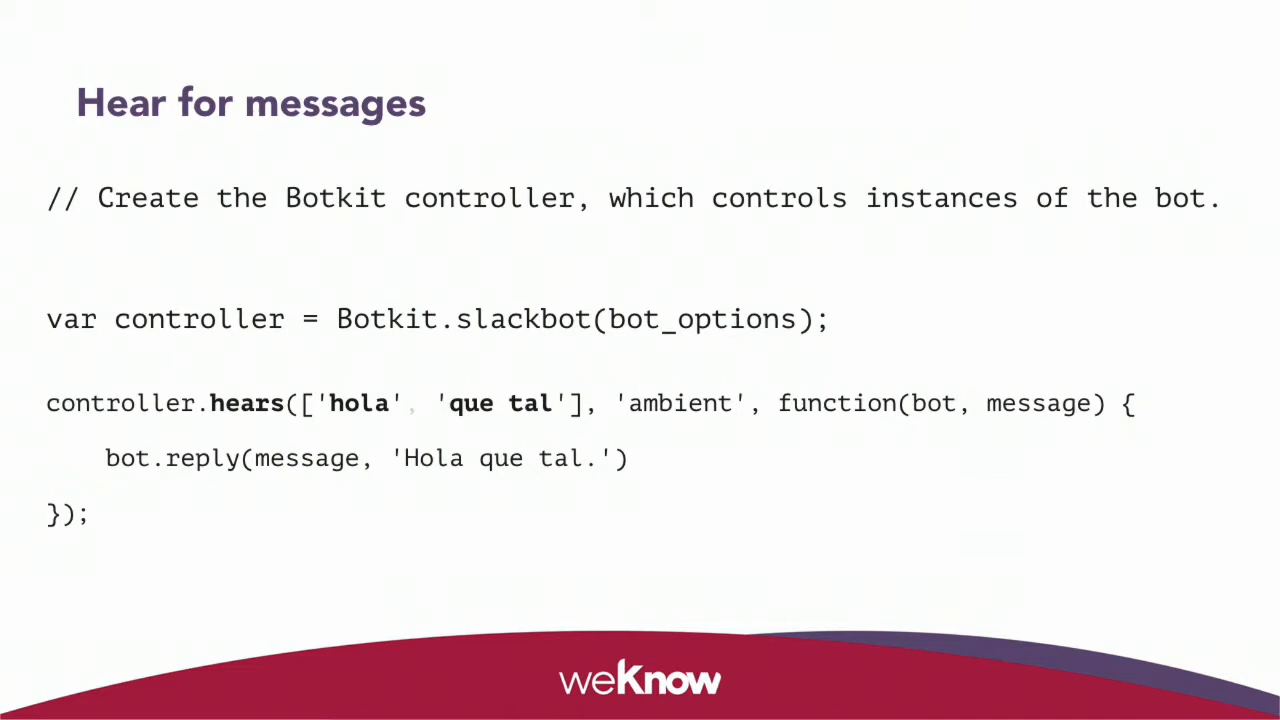 Hear for messages
// Create the Botkit controller, which controls instances of the bot.
var controller = Botkit.slackbot(bot_options);
controller.hears(['hola', 'que tal'], 'ambient', function(bot, message) {
    bot.reply(message, 'Hola que tal.')
});
weKnow